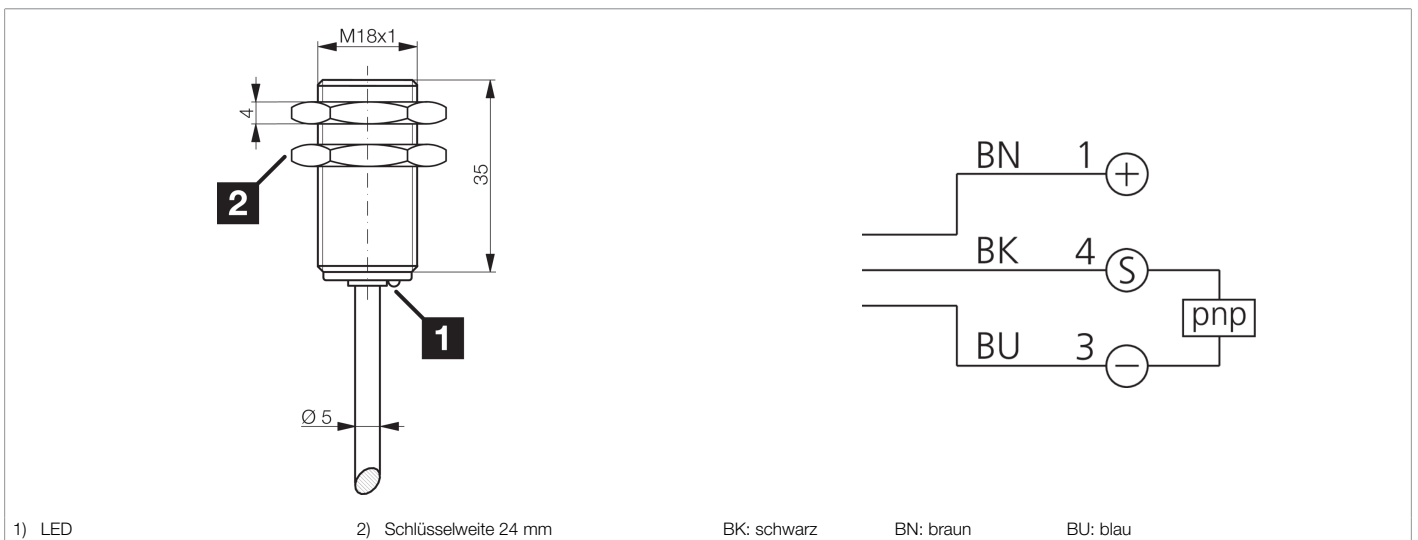 M18x1
4
35
2
1
Ø 5
BN 1 +
BK 4 S
pnp
BU 3 −
1) LED 2) Schlüsselweite 24 mm BK: schwarz BN: braun BU: blau